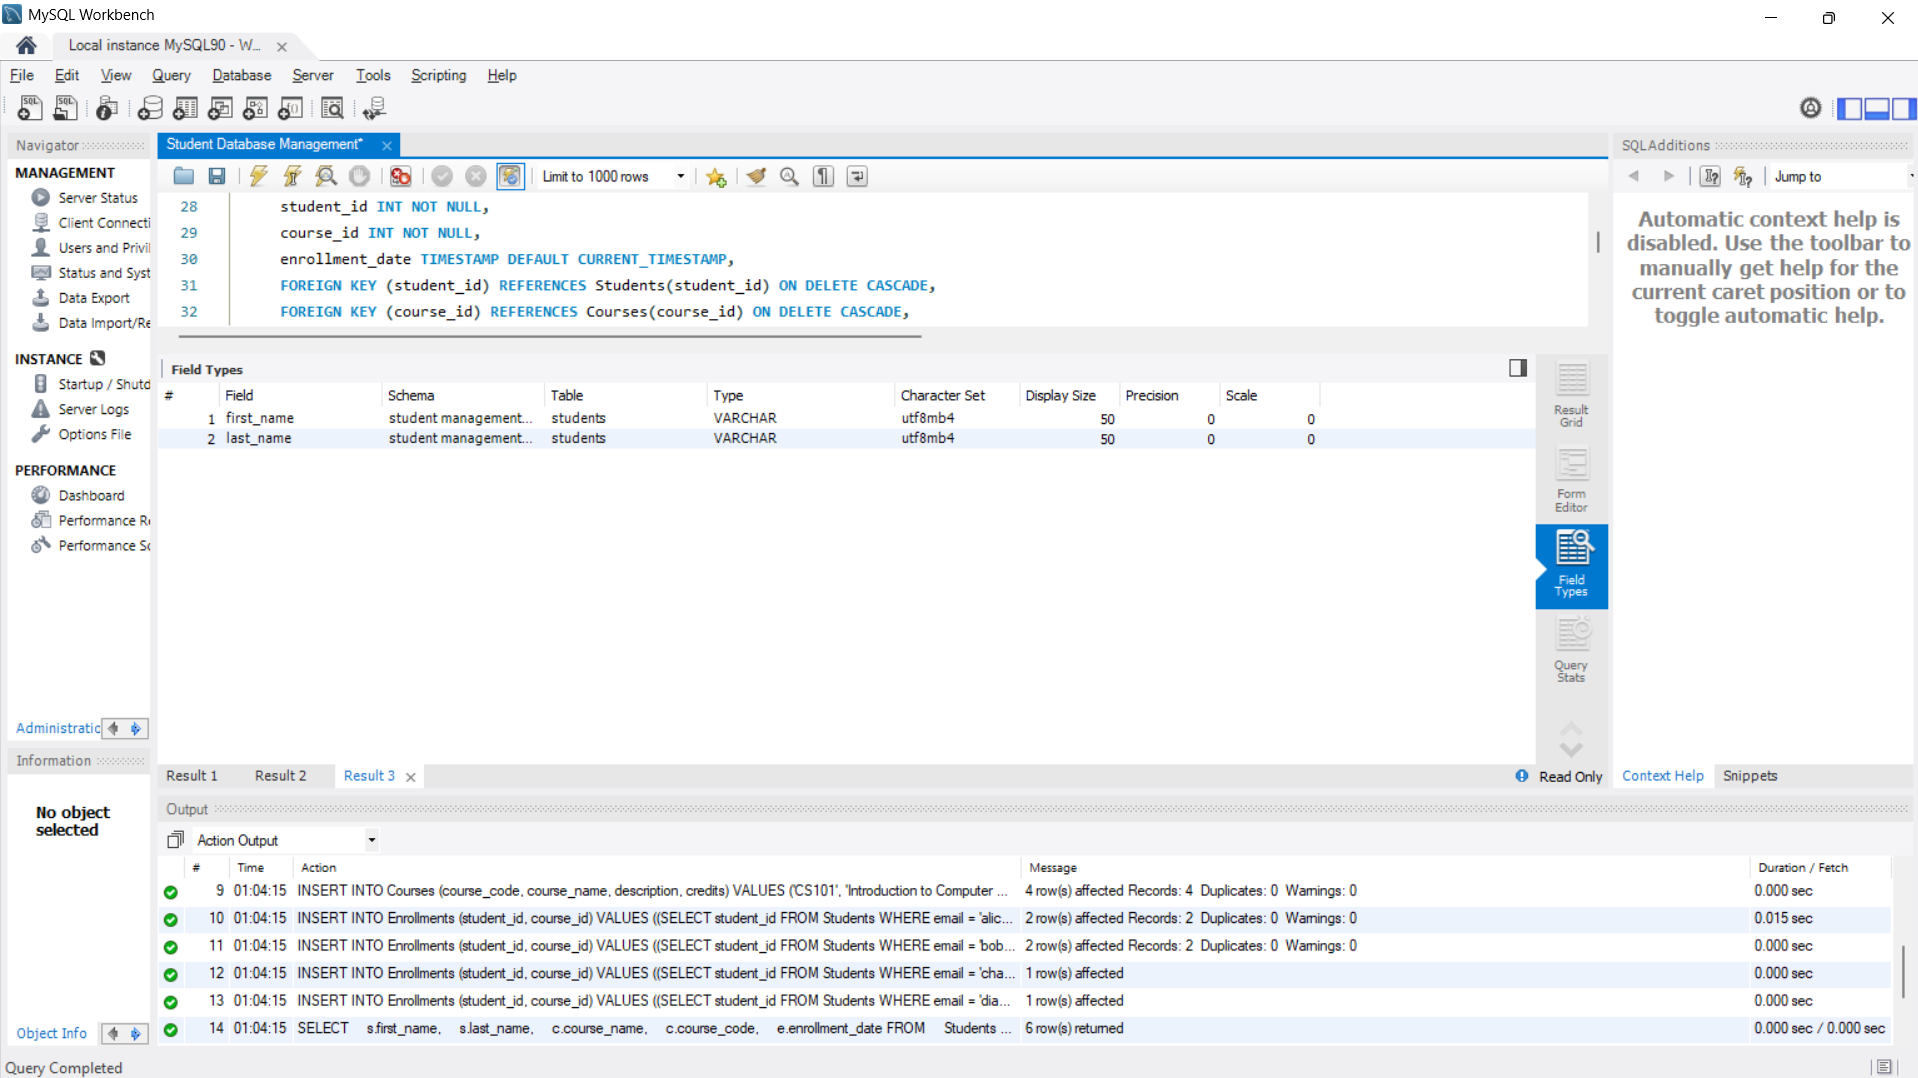 MySQL Workbench
Local instance MySQL90 - W...
File Edit View Query Database Server Tools Scripting Help
Navigator
MANAGEMENT
Server Status
Client Connecti
Users and Privil
Status and Syst
Data Export
Data Import/Re
INSTANCE
Startup / Shutd
Server Logs
Options File
PERFORMANCE
Dashboard
Performance Re
Performance Sc
Administratic
Information
No object
selected
Object Info
Query Completed
Student Database Management*
Limit to 1000 rows
28 student_id INT NOT NULL,
29 course_id INT NOT NULL,
30 enrollment_date TIMESTAMP DEFAULT CURRENT_TIMESTAMP,
31 FOREIGN KEY (student_id) REFERENCES Students(student_id) ON DELETE CASCADE,
32 FOREIGN KEY (course_id) REFERENCES Courses(course_id) ON DELETE CASCADE,
Field Types
# Field Schema Table Type Character Set Display Size Precision Scale
1 first_name student management... students VARCHAR utf8mb4 50 0 0
2 last_name student management... students VARCHAR utf8mb4 50 0 0
Result
Grid
Form
Editor
Field
Types
Query
Stats
Result 1 Result 2 Result 3
Read Only
SQLAdditions
Jump to
Automatic context help is
disabled. Use the toolbar to
manually get help for the
current caret position or to
toggle automatic help.
Context Help Snippets
Output
Action Output
# Time Action Message Duration / Fetch
9 01:04:15 INSERT INTO Courses (course_code, course_name, description, credits) VALUES ('CS101', 'Introduction to Computer ... 4 row(s) affected Records: 4 Duplicates: 0 Warnings: 0 0.000 sec
10 01:04:15 INSERT INTO Enrollments (student_id, course_id) VALUES ((SELECT student_id FROM Students WHERE email = 'alic... 2 row(s) affected Records: 2 Duplicates: 0 Warnings: 0 0.015 sec
11 01:04:15 INSERT INTO Enrollments (student_id, course_id) VALUES ((SELECT student_id FROM Students WHERE email = 'bob... 2 row(s) affected Records: 2 Duplicates: 0 Warnings: 0 0.000 sec
12 01:04:15 INSERT INTO Enrollments (student_id, course_id) VALUES ((SELECT student_id FROM Students WHERE email = 'cha... 1 row(s) affected 0.000 sec
13 01:04:15 INSERT INTO Enrollments (student_id, course_id) VALUES ((SELECT student_id FROM Students WHERE email = 'dia... 1 row(s) affected 0.000 sec
14 01:04:15 SELECT s.first_name, s.last_name, c.course_name, c.course_code, e.enrollment_date FROM Students ... 6 row(s) returned 0.000 sec / 0.000 sec